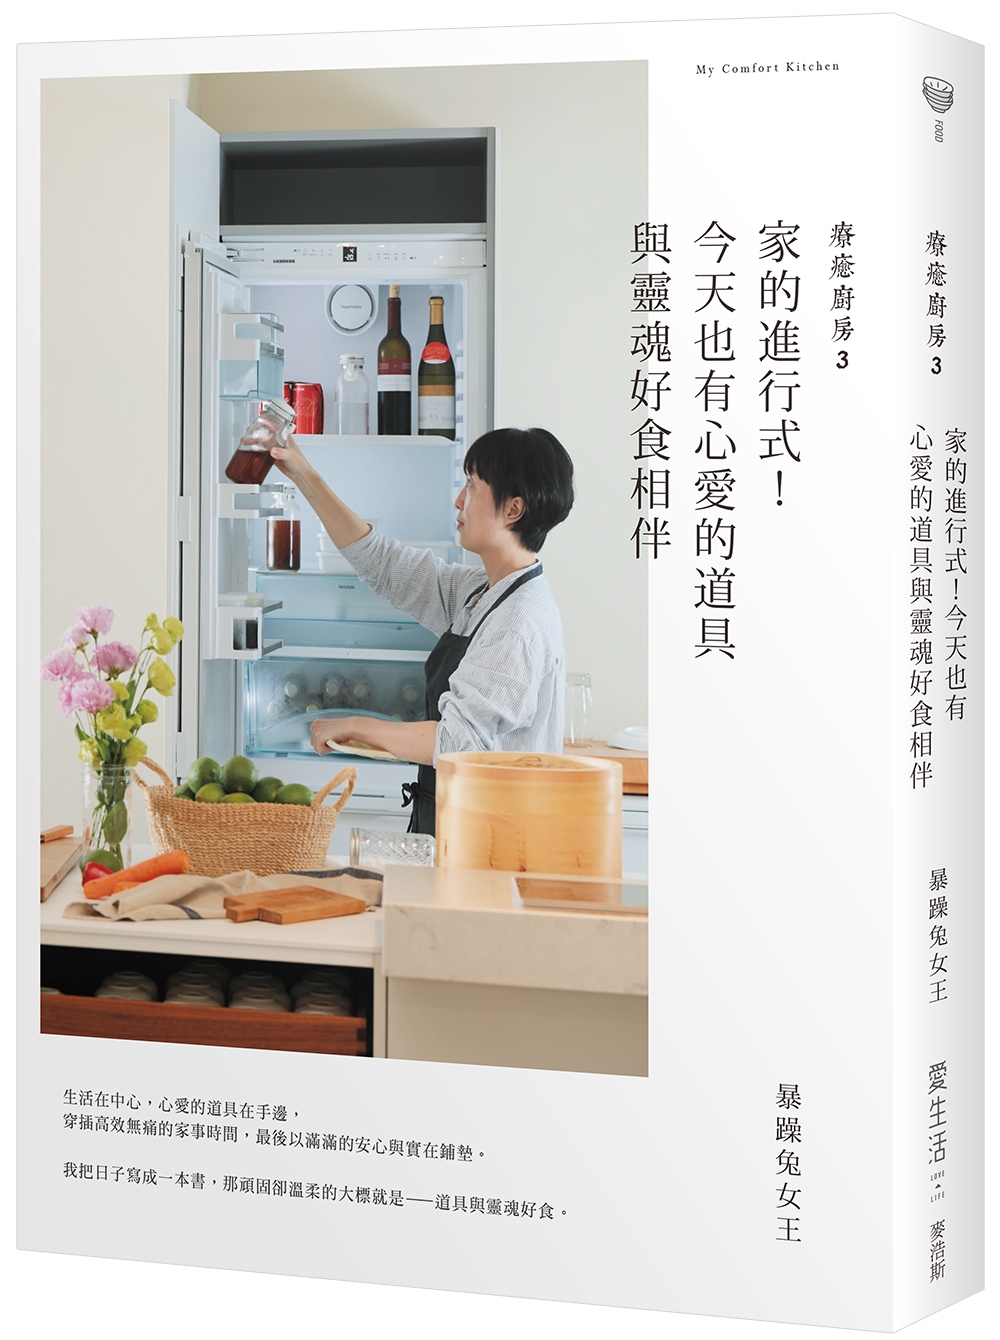 My Comfort Kitchen
療癒廚房3
家的進行式！
今天也有心愛的道具
與靈魂好食相伴
暴躁兔女王
生活在中心，心愛的道具在手邊，
穿插高效無痛的家事時間，最後以滿滿的安心與實在鋪墊。
我把日子寫成一本書，那頑固卻溫柔的大標就是——道具與靈魂好食。
LIEBHERR
FOOD
療癒廚房3
家的進行式！今天也有
心愛的道具與靈魂好食相伴
暴躁兔女王
愛生活
LOVE
LIFE
麥浩斯